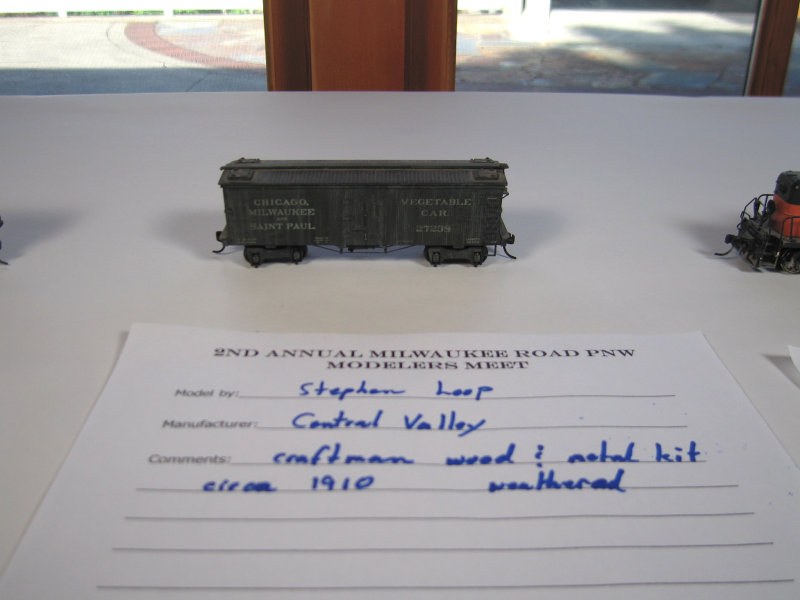 CHICAGO,
MILWAUKEE
AND
SAINT PAUL
VEGETABLE
CAR
27239
2ND ANNUAL MILWAUKEE ROAD PNW
MODELERS MEET
Model by: Stephen Loop
Manufacturer: Central Valley
Comments: craftman wood & metal kit
circa 1910 weathered